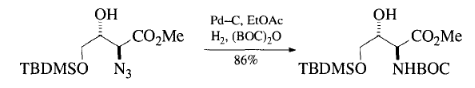 OH
CO₂Me
TBDMSO
N₃
Pd–C, EtOAc
H₂, (BOC)₂O
86%
OH
CO₂Me
TBDMSO
NHBOC